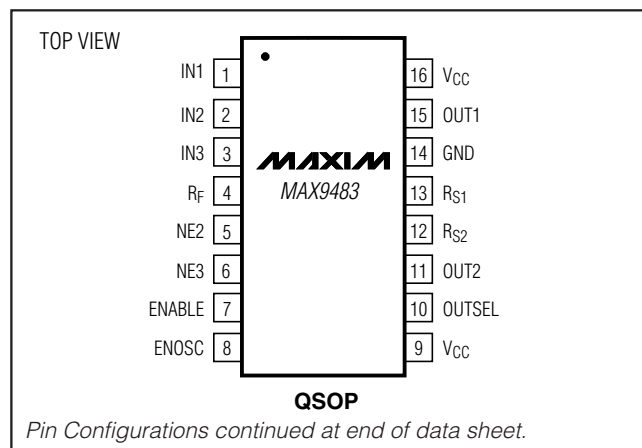 TOP VIEW
IN1 1
IN2 2
IN3 3
RF 4
NE2 5
NE3 6
ENABLE 7
ENOSC 8
MAXIM
MAX9483
16 VCC
15 OUT1
14 GND
13 RS1
12 RS2
11 OUT2
10 OUTSEL
9 VCC
QSOP
Pin Configurations continued at end of data sheet.